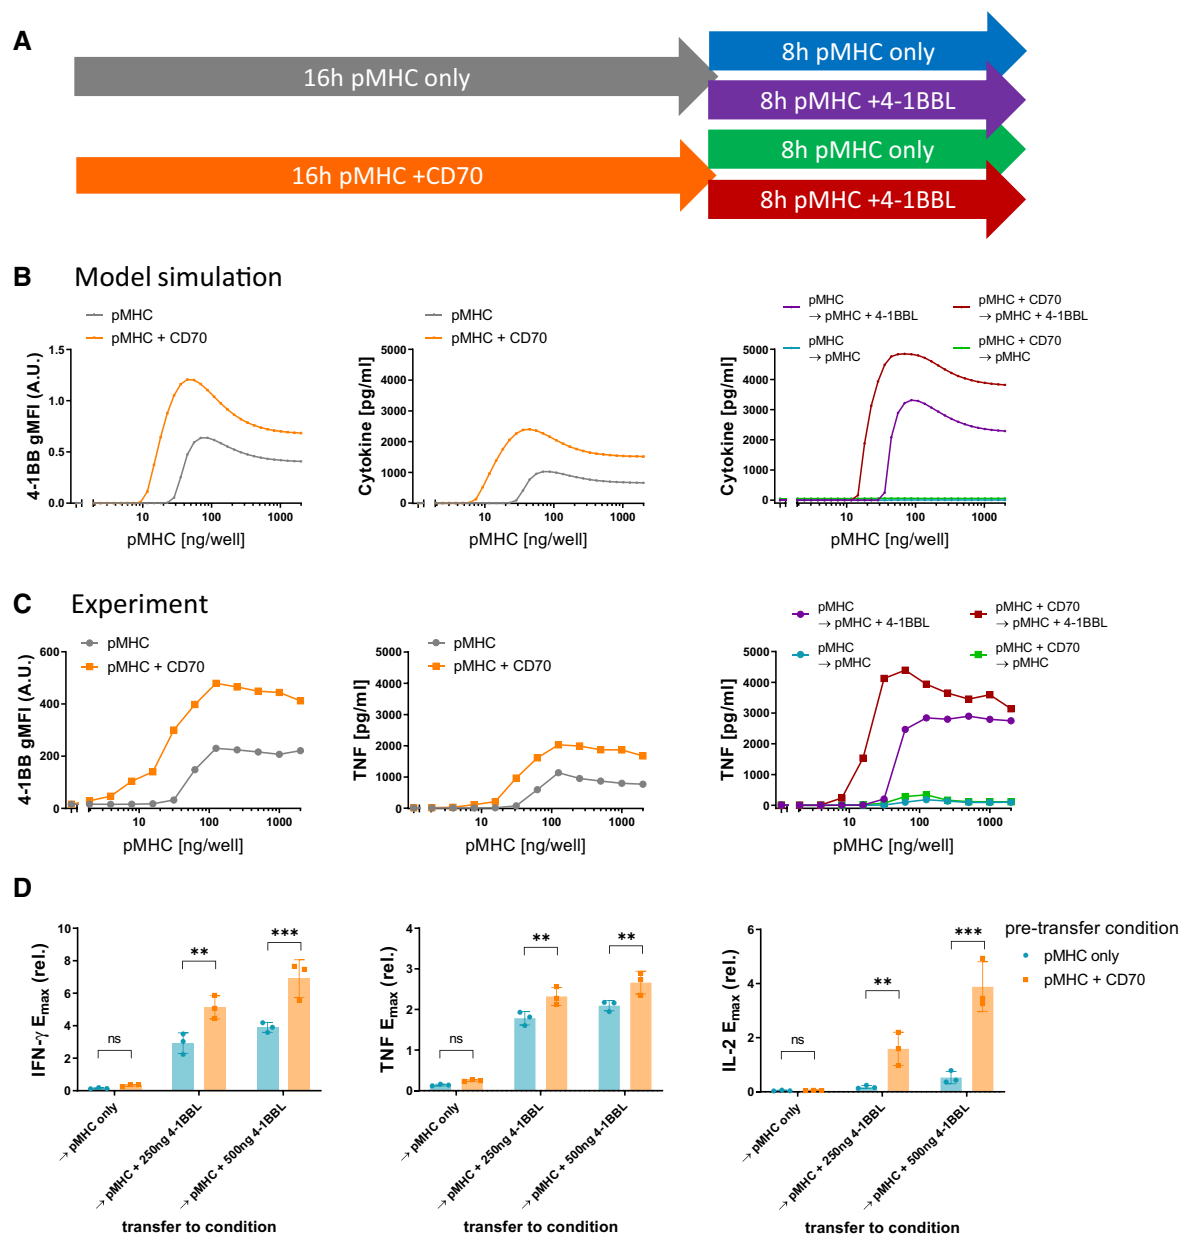 A
16h pMHC only
8h pMHC only
8h pMHC +4-1BBL
16h pMHC +CD70
8h pMHC only
8h pMHC +4-1BBL
B Model simulation
pMHC
pMHC + CD70
4-1BB gMFI (A.U.)
1.5
1.0
0.5
0.0
10 100 1000
pMHC [ng/well]
pMHC
pMHC + CD70
Cytokine [pg/ml]
5000
4000
3000
2000
1000
0
10 100 1000
pMHC [ng/well]
pMHC
→ pMHC + 4-1BBL
pMHC
→ pMHC
pMHC + CD70
→ pMHC + 4-1BBL
pMHC + CD70
→ pMHC
Cytokine [pg/ml]
5000
4000
3000
2000
1000
0
10 100 1000
pMHC [ng/well]
C Experiment
pMHC
pMHC + CD70
4-1BB gMFI (A.U.)
600
400
200
0
10 100 1000
pMHC [ng/well]
pMHC
pMHC + CD70
TNF [pg/ml]
5000
4000
3000
2000
1000
0
10 100 1000
pMHC [ng/well]
pMHC
→ pMHC + 4-1BBL
pMHC
→ pMHC
pMHC + CD70
→ pMHC + 4-1BBL
pMHC + CD70
→ pMHC
TNF [pg/ml]
5000
4000
3000
2000
1000
0
10 100 1000
pMHC [ng/well]
D
IFN-γ Emax (rel.)
10
8
6
4
2
0
ns
**
***
→ pMHC only
→ pMHC + 250ng 4-1BBL
→ pMHC + 500ng 4-1BBL
transfer to condition
TNF Emax (rel.)
4
3
2
1
0
ns
**
**
→ pMHC only
→ pMHC + 250ng 4-1BBL
→ pMHC + 500ng 4-1BBL
transfer to condition
IL-2 Emax (rel.)
6
4
2
0
ns
**
***
→ pMHC only
→ pMHC + 250ng 4-1BBL
→ pMHC + 500ng 4-1BBL
transfer to condition
pre-transfer condition
pMHC only
pMHC + CD70